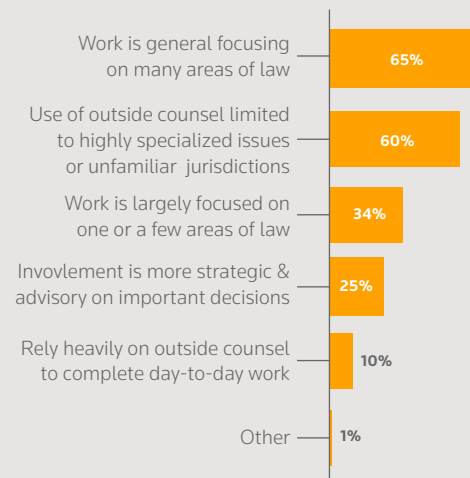 Work is general focusing
on many areas of law
65%
Use of outside counsel limited
to highly specialized issues
or unfamiliar jurisdictions
60%
Work is largely focused on
one or a few areas of law
34%
Invovlement is more strategic &
advisory on important decisions
25%
Rely heavily on outside counsel
to complete day-to-day work
10%
Other
1%